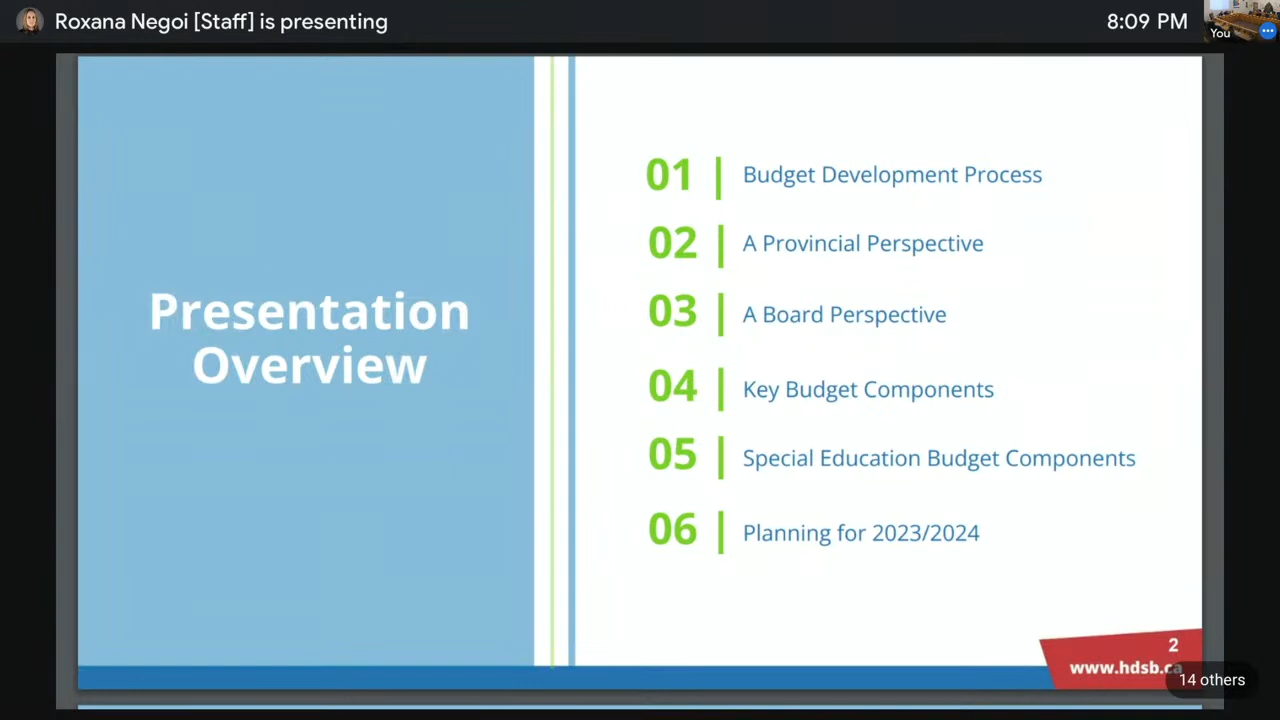 Roxana Negoi [Staff] is presenting
8:09 PM
You
Presentation
Overview
01 Budget Development Process
02 A Provincial Perspective
03 A Board Perspective
04 Key Budget Components
05 Special Education Budget Components
06 Planning for 2023/2024
2
www.hdsb.ca
14 others